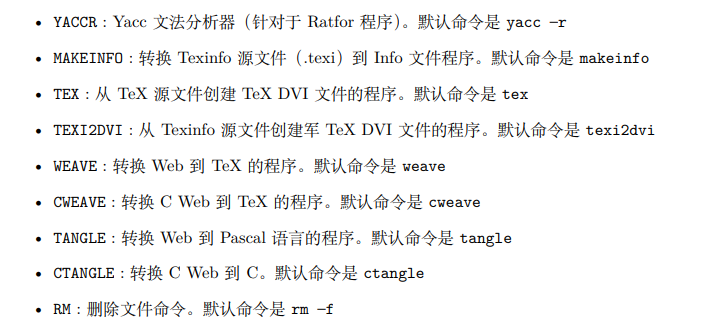 • YACCR : Yacc 文法分析器（针对于 Ratfor 程序）。默认命令是 yacc −r
• MAKEINFO : 转换 Texinfo 源文件（.texi）到 Info 文件程序。默认命令是 makeinfo
• TEX : 从 TeX 源文件创建 TeX DVI 文件的程序。默认命令是 tex
• TEXI2DVI : 从 Texinfo 源文件创建军 TeX DVI 文件的程序。默认命令是 texi2dvi
• WEAVE : 转换 Web 到 TeX 的程序。默认命令是 weave
• CWEAVE : 转换 C Web 到 TeX 的程序。默认命令是 cweave
• TANGLE : 转换 Web 到 Pascal 语言的程序。默认命令是 tangle
• CTANGLE : 转换 C Web 到 C。默认命令是 ctangle
• RM : 删除文件命令。默认命令是 rm −f